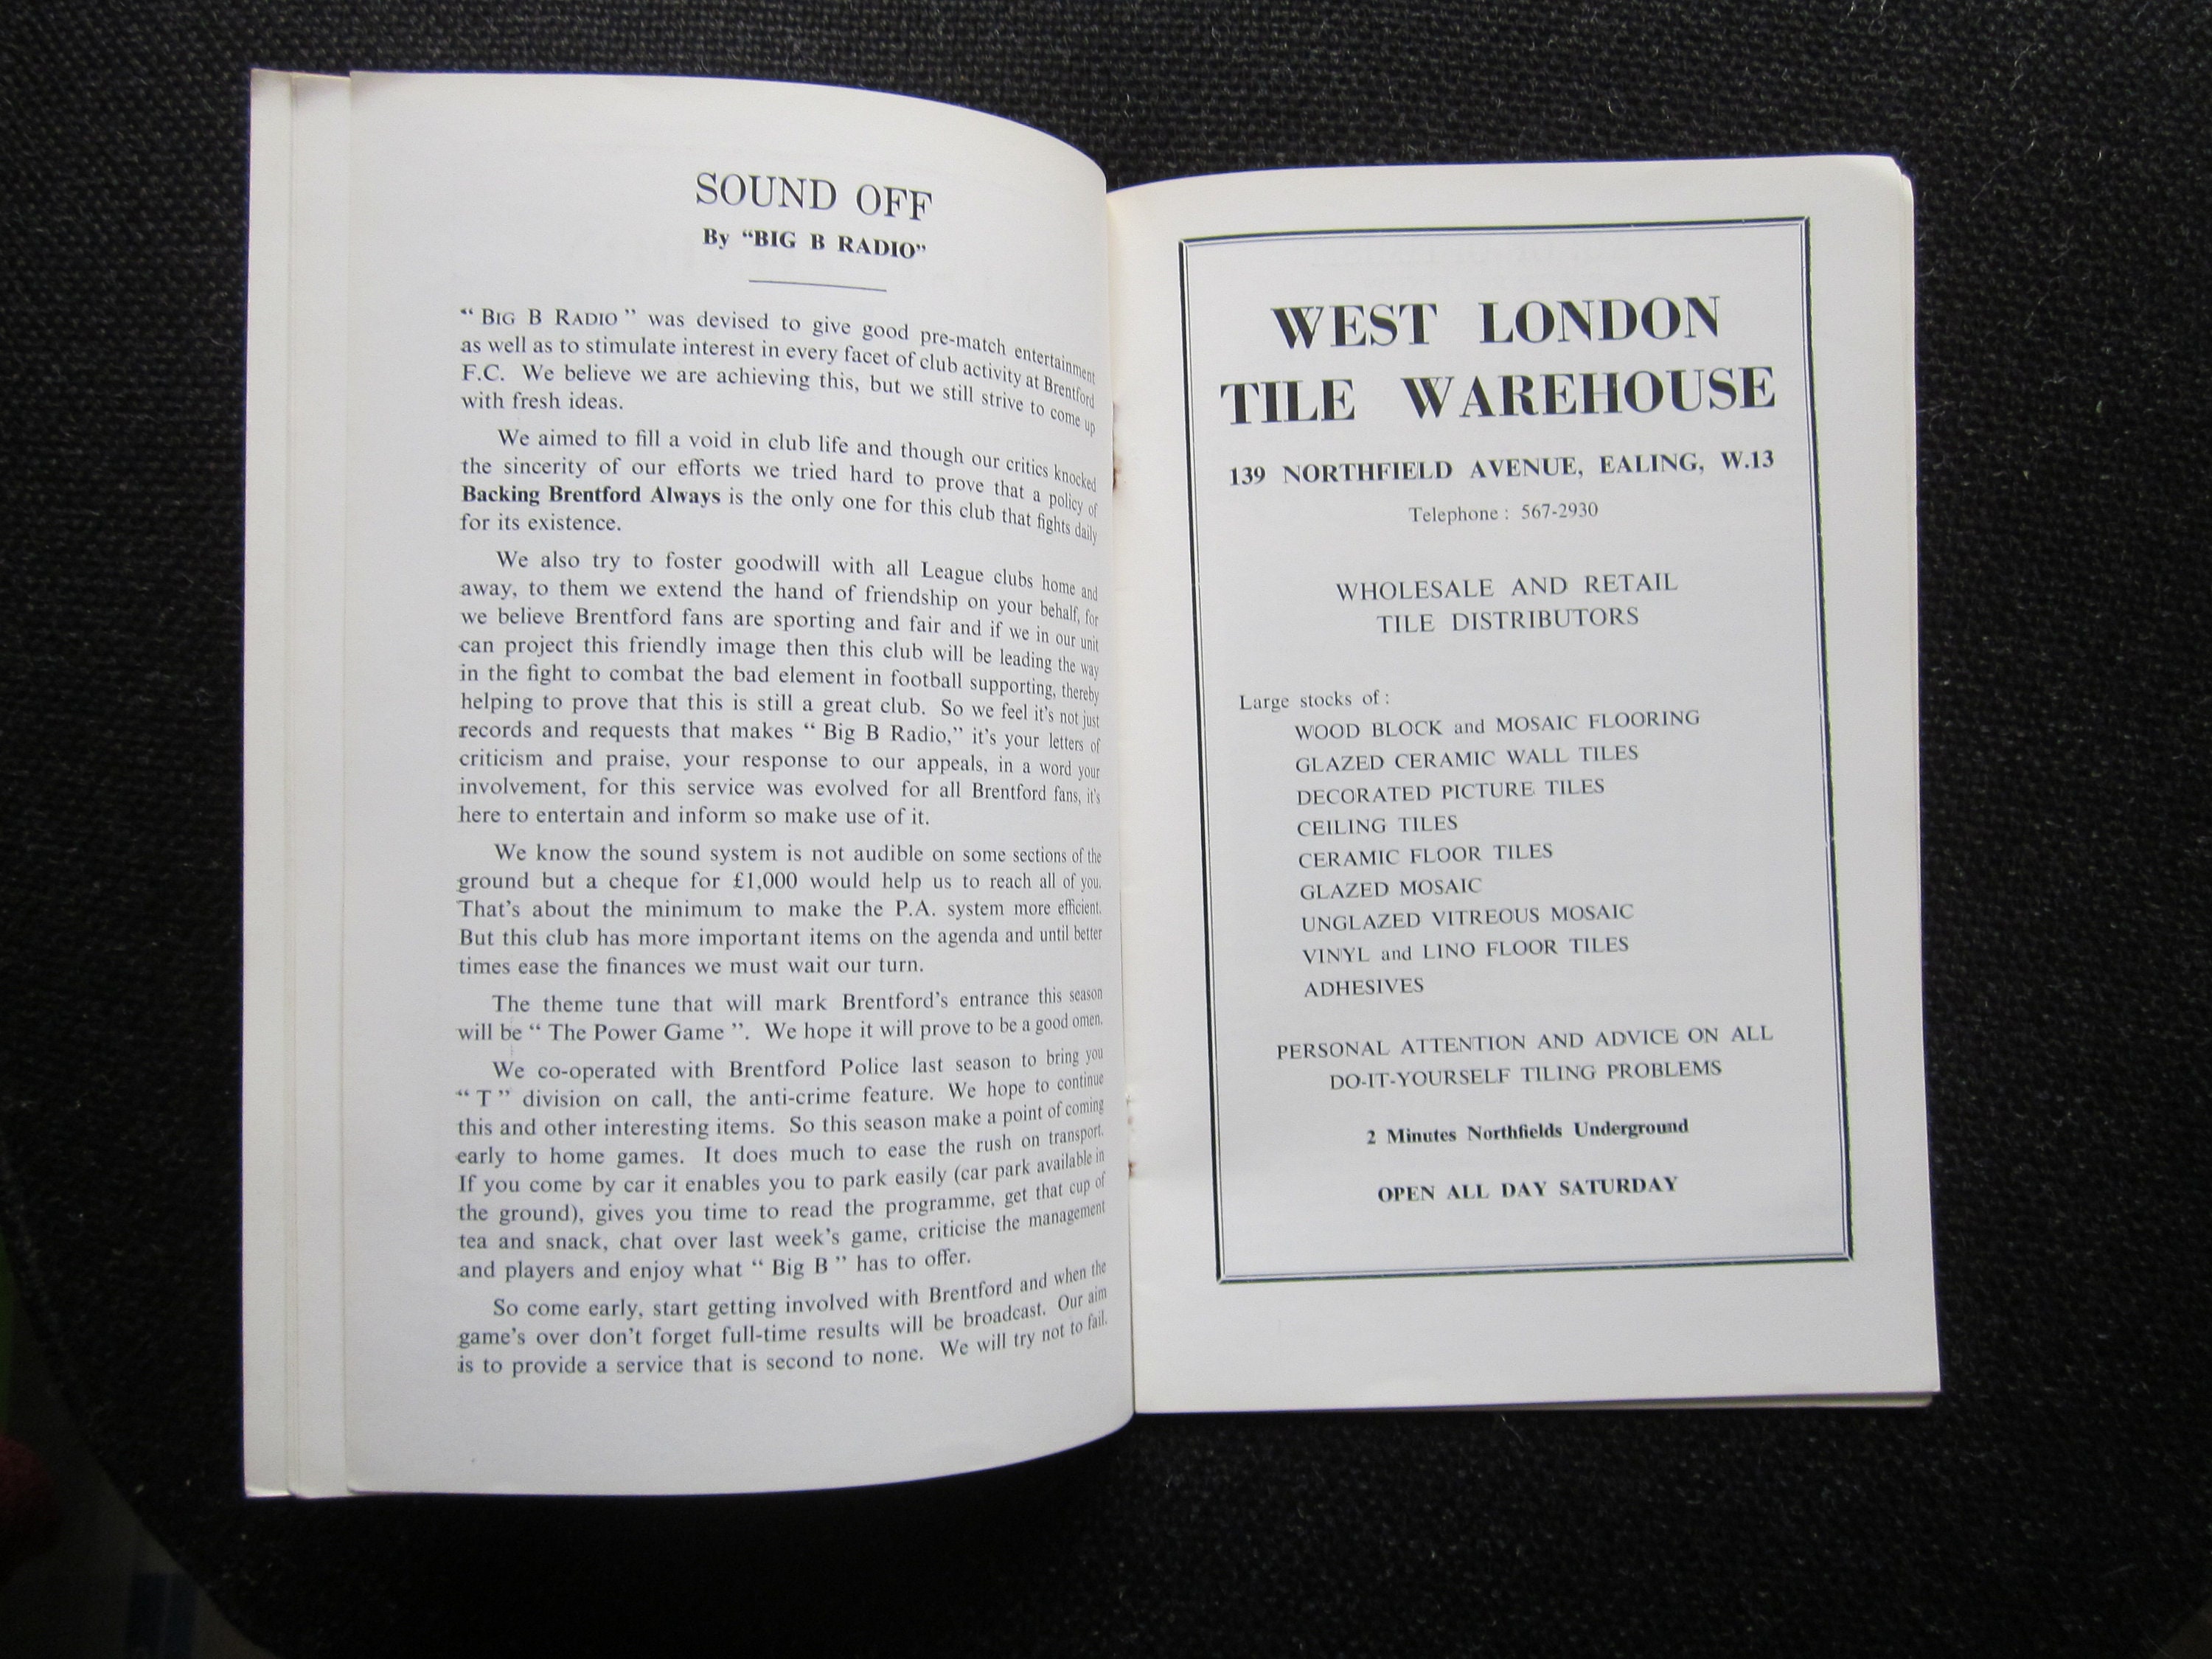 SOUND OFF
By “BIG B RADIO”
“ BIG B RADIO ” was devised to give good pre-match entertainment
as well as to stimulate interest in every facet of club activity at Brentford
F.C. We believe we are achieving this, but we still strive to come up
with fresh ideas.
We aimed to fill a void in club life and though our critics knocked
the sincerity of our efforts we tried hard to prove that a policy of
Backing Brentford Always is the only one for this club that fights daily
for its existence.
We also try to foster goodwill with all League clubs home and
away, to them we extend the hand of friendship on your behalf, for
we believe Brentford fans are sporting and fair and if we in our unit
can project this friendly image then this club will be leading the way
in the fight to combat the bad element in football supporting, thereby
helping to prove that this is still a great club. So we feel it’s not just
records and requests that makes “ Big B Radio,” it’s your letters of
criticism and praise, your response to our appeals, in a word your
involvement, for this service was evolved for all Brentford fans, it’s
here to entertain and inform so make use of it.
We know the sound system is not audible on some sections of the
ground but a cheque for £1,000 would help us to reach all of you.
That’s about the minimum to make the P.A. system more efficient.
But this club has more important items on the agenda and until better
times ease the finances we must wait our turn.
The theme tune that will mark Brentford’s entrance this season
will be “ The Power Game ”. We hope it will prove to be a good omen.
We co-operated with Brentford Police last season to bring you
“ T ” division on call, the anti-crime feature. We hope to continue
this and other interesting items. So this season make a point of coming
early to home games. It does much to ease the rush on transport.
If you come by car it enables you to park easily (car park available in
the ground), gives you time to read the programme, get that cup of
tea and snack, chat over last week’s game, criticise the management
and players and enjoy what “ Big B ” has to offer.
So come early, start getting involved with Brentford and when the
game’s over don’t forget full-time results will be broadcast. Our aim
is to provide a service that is second to none. We will try not to fail.
WEST LONDON
TILE WAREHOUSE
139 NORTHFIELD AVENUE, EALING, W.13
Telephone : 567-2930
WHOLESALE AND RETAIL
TILE DISTRIBUTORS
Large stocks of :
WOOD BLOCK and MOSAIC FLOORING
GLAZED CERAMIC WALL TILES
DECORATED PICTURE TILES
CEILING TILES
CERAMIC FLOOR TILES
GLAZED MOSAIC
UNGLAZED VITREOUS MOSAIC
VINYL and LINO FLOOR TILES
ADHESIVES
PERSONAL ATTENTION AND ADVICE ON ALL
DO-IT-YOURSELF TILING PROBLEMS
2 Minutes Northfields Underground
OPEN ALL DAY SATURDAY